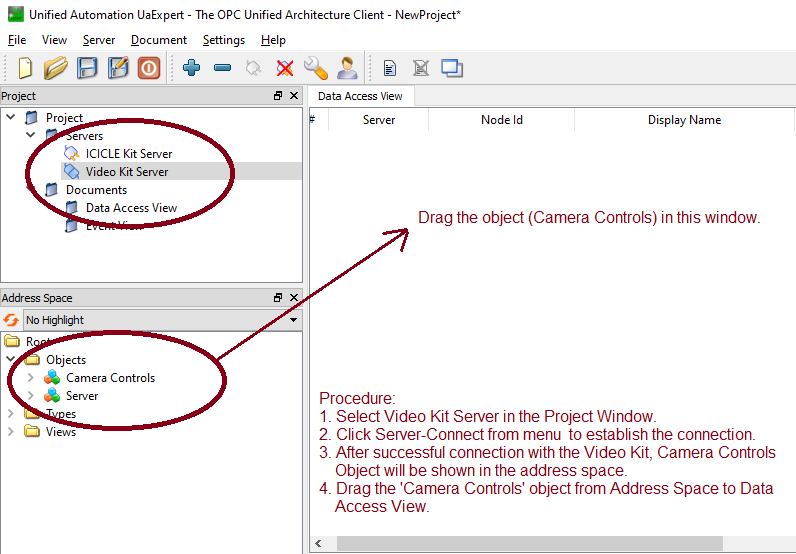 Unified Automation UaExpert - The OPC Unified Architecture Client - NewProject*
File View Server Document Settings Help
Project
Project
Servers
ICICLE Kit Server
Video Kit Server
Documents
Data Access View
Event View
Address Space
No Highlight
Root
Objects
Camera Controls
Server
Types
Views
Data Access View
# Server Node Id Display Name
Drag the object (Camera Controls) in this window.
Procedure:
1. Select Video Kit Server in the Project Window.
2. Click Server-Connect from menu to establish the connection.
3. After successful connection with the Video Kit, Camera Controls
Object will be shown in the address space.
4. Drag the 'Camera Controls' object from Address Space to Data
Access View.